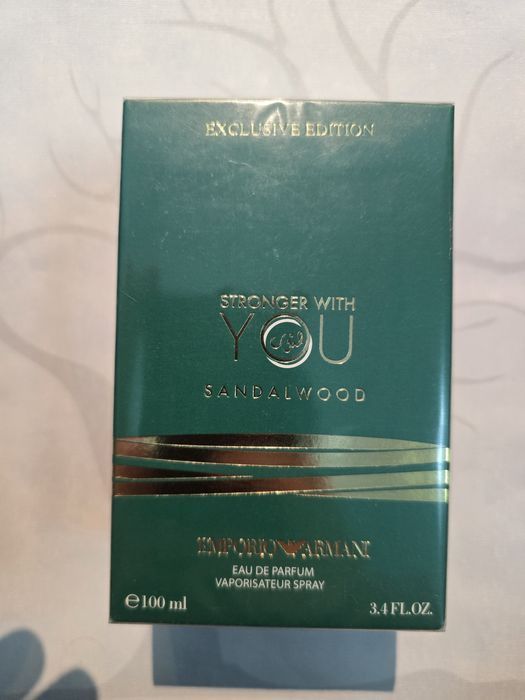 EXCLUSIVE EDITION
STRONGER WITH
YOU
SANDALWOOD
EMPORIO ARMANI
EAU DE PARFUM
VAPORISATEUR SPRAY
℮100 ml
3.4 FL.OZ.